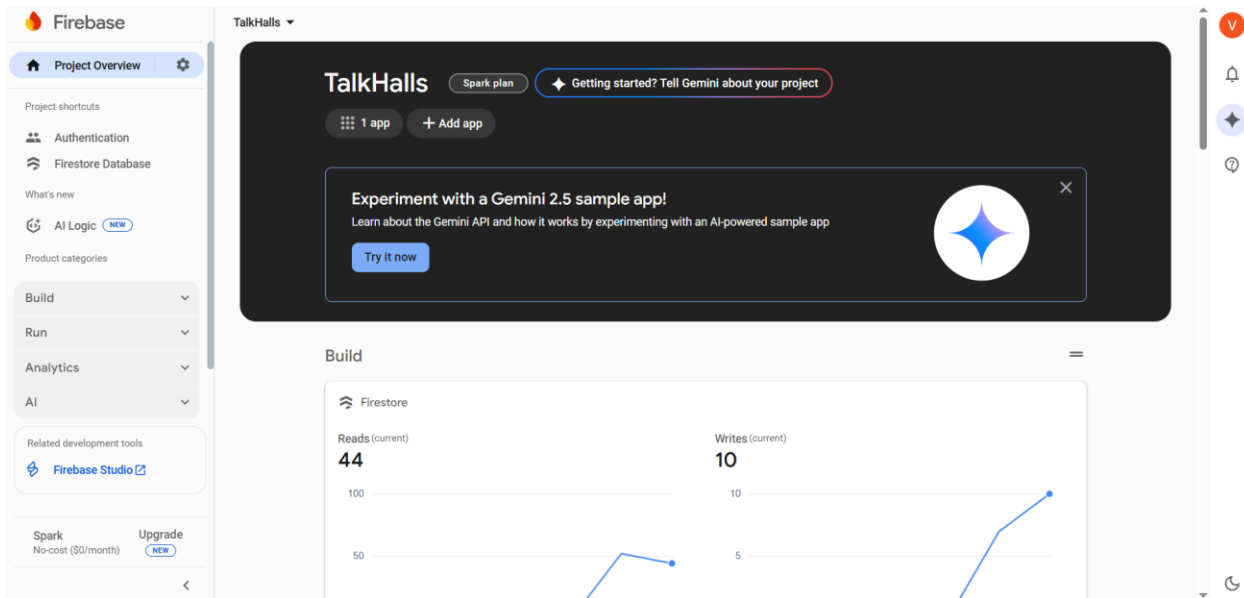 Firebase
Project Overview
Project shortcuts
Authentication
Firestore Database
What's new
AI Logic NEW
Product categories
Build
Run
Analytics
AI
Related development tools
Firebase Studio
Spark
No-cost ($0/month)
Upgrade
NEW
TalkHalls
TalkHalls
Spark plan
Getting started? Tell Gemini about your project
1 app
+ Add app
Experiment with a Gemini 2.5 sample app!
Learn about the Gemini API and how it works by experimenting with an AI-powered sample app
Try it now
Build
Firestore
Reads (current)
44
100
50
Writes (current)
10
10
5
V